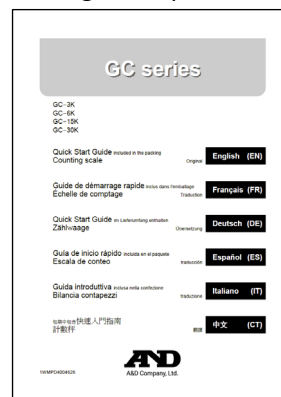 GC series
GC-3K
GC-6K
GC-15K
GC-30K
Quick Start Guide included in the packing
Counting scale Original English (EN)
Guide de démarrage rapide inclus dans l'emballage
Échelle de comptage Traduction Français (FR)
Quick Start Guide im Lieferumfang enthalten
Zählwaage Übersetzung Deutsch (DE)
Guía de inicio rápido incluida en el paquete
Escala de conteo traducción Español (ES)
Guida introduttiva inclusa nella confezione
Bilancia contapezzi traduzione Italiano (IT)
快速入門指南
計數秤 翻譯 中文 (CT)
AND
A&D Company, Ltd.
1WMPD4004626